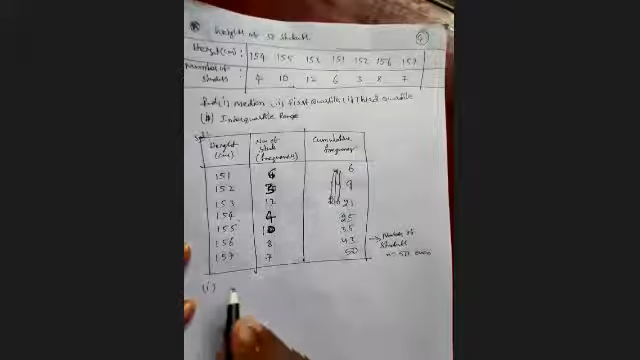 Height of 50 students
Height(cm) : 154 155 153 151 152 156 157
Number of students : 4 10 12 6 3 8 7
Find (i) Median (ii) First Quartile (iii) Third Quartile
Interquartile Range
Height (cm) No of (frequencies) Cumulative frequency
151 6 6
152 3 9
153 12 21
154 4 25
155 10 35
156 8 43 → Number of students
157 7 50 => 50 even
(i)